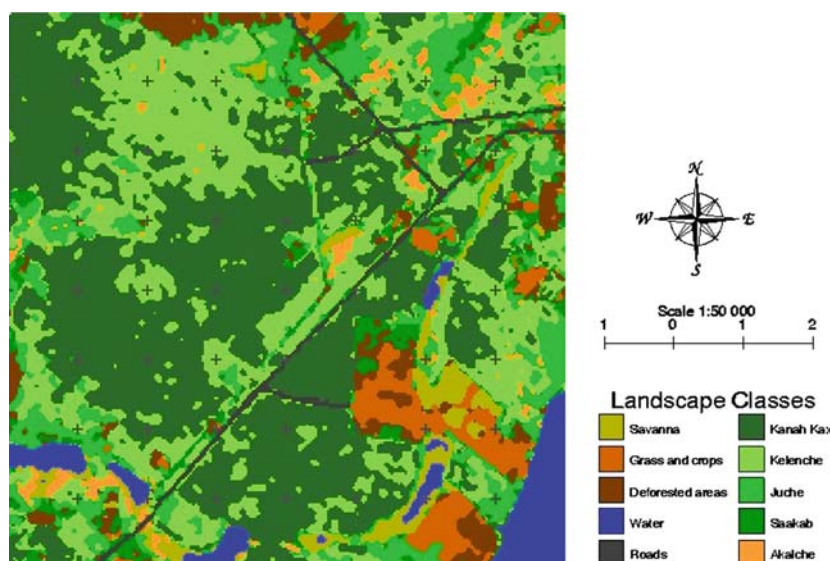 N
W E
S
Scale 1:50 000
1 0 1 2
Landscape Classes
Savanna
Grass and crops
Deforested areas
Water
Roads
Kanah Kax
Kelenche
Juche
Saakab
Akalche